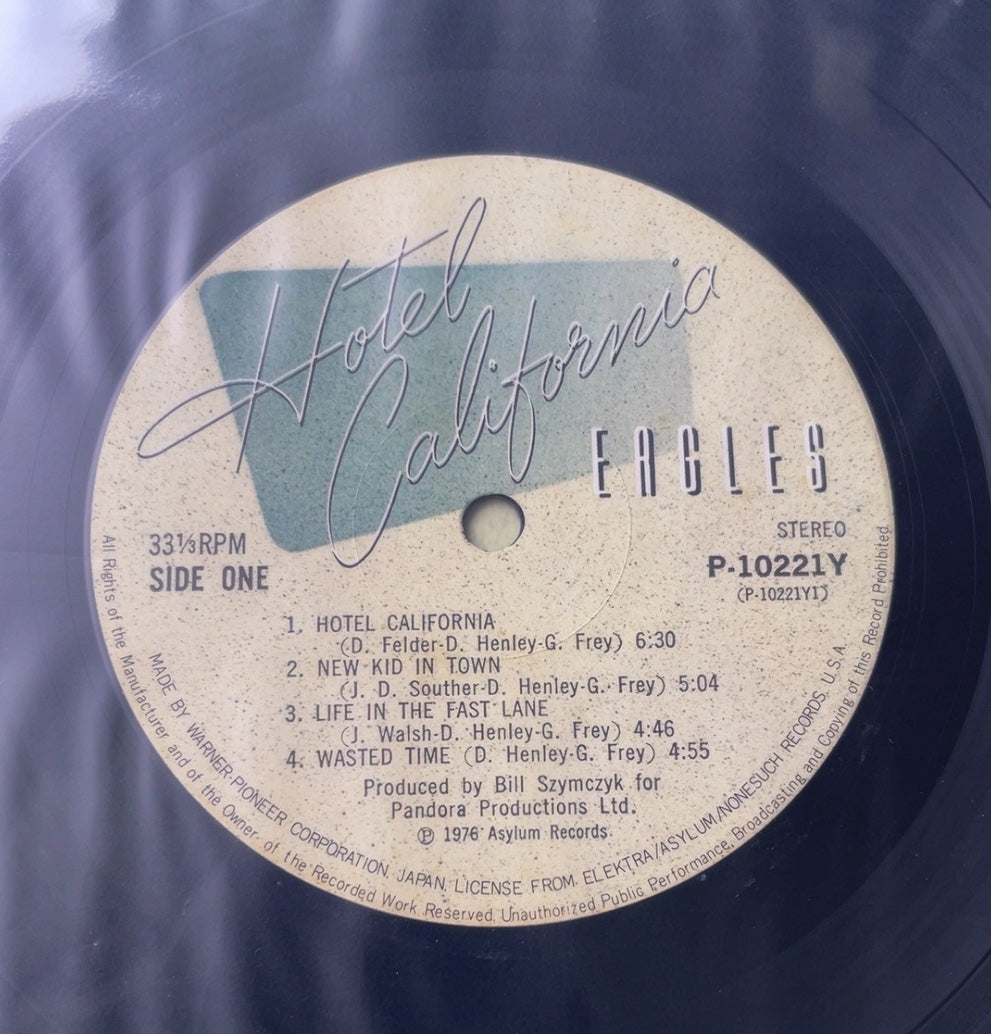 Hotel
California
EAGLES
STEREO
33⅓RPM
P-10221Y
SIDE ONE
(P-10221Y1)
1. HOTEL CALIFORNIA
(D. Felder-D. Henley-G. Frey) 6:30
2. NEW KID IN TOWN
(J. D. Souther-D. Henley-G. Frey) 5:04
3. LIFE IN THE FAST LANE
(J. Walsh-D. Henley-G. Frey) 4:46
4. WASTED TIME (D. Henley-G. Frey) 4:55
Produced by Bill Szymczyk for
Pandora Productions Ltd.
Ⓟ 1976 Asylum Records
MADE BY WARNER-PIONEER CORPORATION, JAPAN, LICENSE FROM, ELEKTRA/ASYLUM/NONESUCH RECORDS, U.S.A.
All Rights of the Manufacturer and of the Owner of the Recorded Work Reserved. Unauthorized Public Performance, Broadcasting and Copying of this Record Prohibited